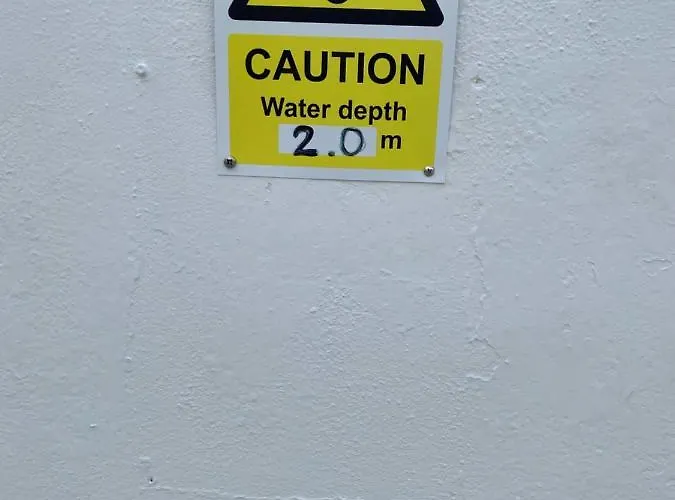 CAUTION
Water depth
2.0 m